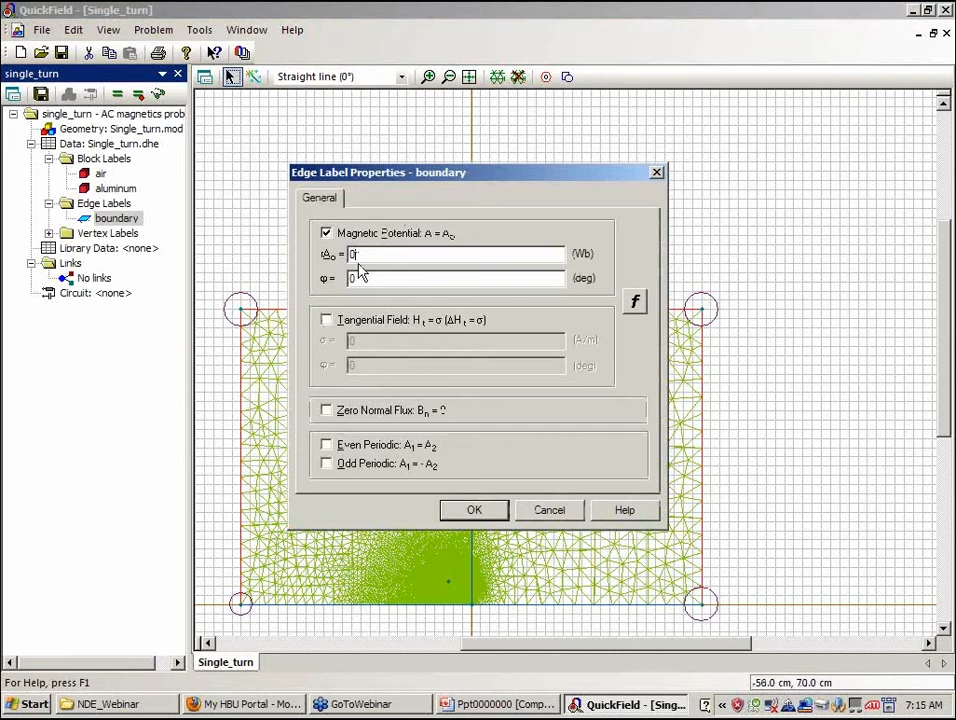 QuickField - [Single_turn]
File Edit View Problem Tools Window Help
Straight line (0°)
single_turn
single_turn - AC magnetics prob
Geometry: Single_turn.mod
Data: Single_turn.dhe
Block Labels
air
aluminum
Edge Labels
boundary
Vertex Labels
Library Data: <none>
Links
No links
Circuit: <none>
Edge Label Properties - boundary
General
Magnetic Potential: A = A₀
rA₀ = 0 (Wb)
φ = 0 (deg)
f
Tangential Field: H t = σ (ΔH t = σ)
σ = 0 (A/m)
φ = 0 (deg)
Zero Normal Flux: Bn = ?
Even Periodic: A₁ = A₂
Odd Periodic: A₁ = - A₂
OK Cancel Help
Single_turn
For Help, press F1
-56.0 cm, 70.0 cm
Start NDE_Webinar My HBU Portal - Mo... GoToWebinar Ppt0000000 [Comp... QuickField - [Sing... 7:15 AM